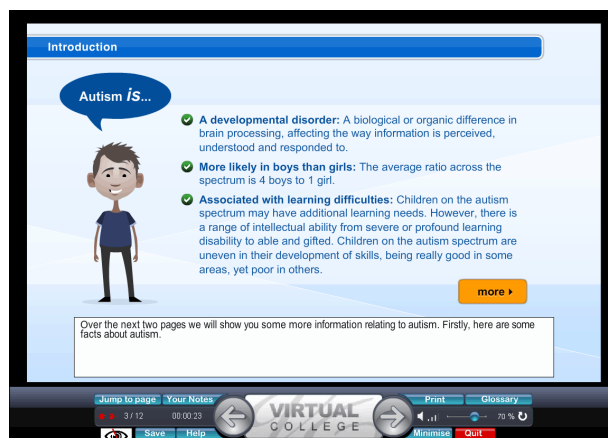 Introduction
Autism is...
A developmental disorder: A biological or organic difference in
brain processing, affecting the way information is perceived,
understood and responded to.
More likely in boys than girls: The average ratio across the
spectrum is 4 boys to 1 girl.
Associated with learning difficulties: Children on the autism
spectrum may have additional learning needs. However, there is
a range of intellectual ability from severe or profound learning
disability to able and gifted. Children on the autism spectrum are
uneven in their development of skills, being really good in some
areas, yet poor in others.
more
Over the next two pages we will show you some more information relating to autism. Firstly, here are some
facts about autism.
Jump to page Your Notes
Print Glossary
3 / 12 00:00:23
VIRTUAL
COLLEGE
70 %
Save Help
Minimise Quit